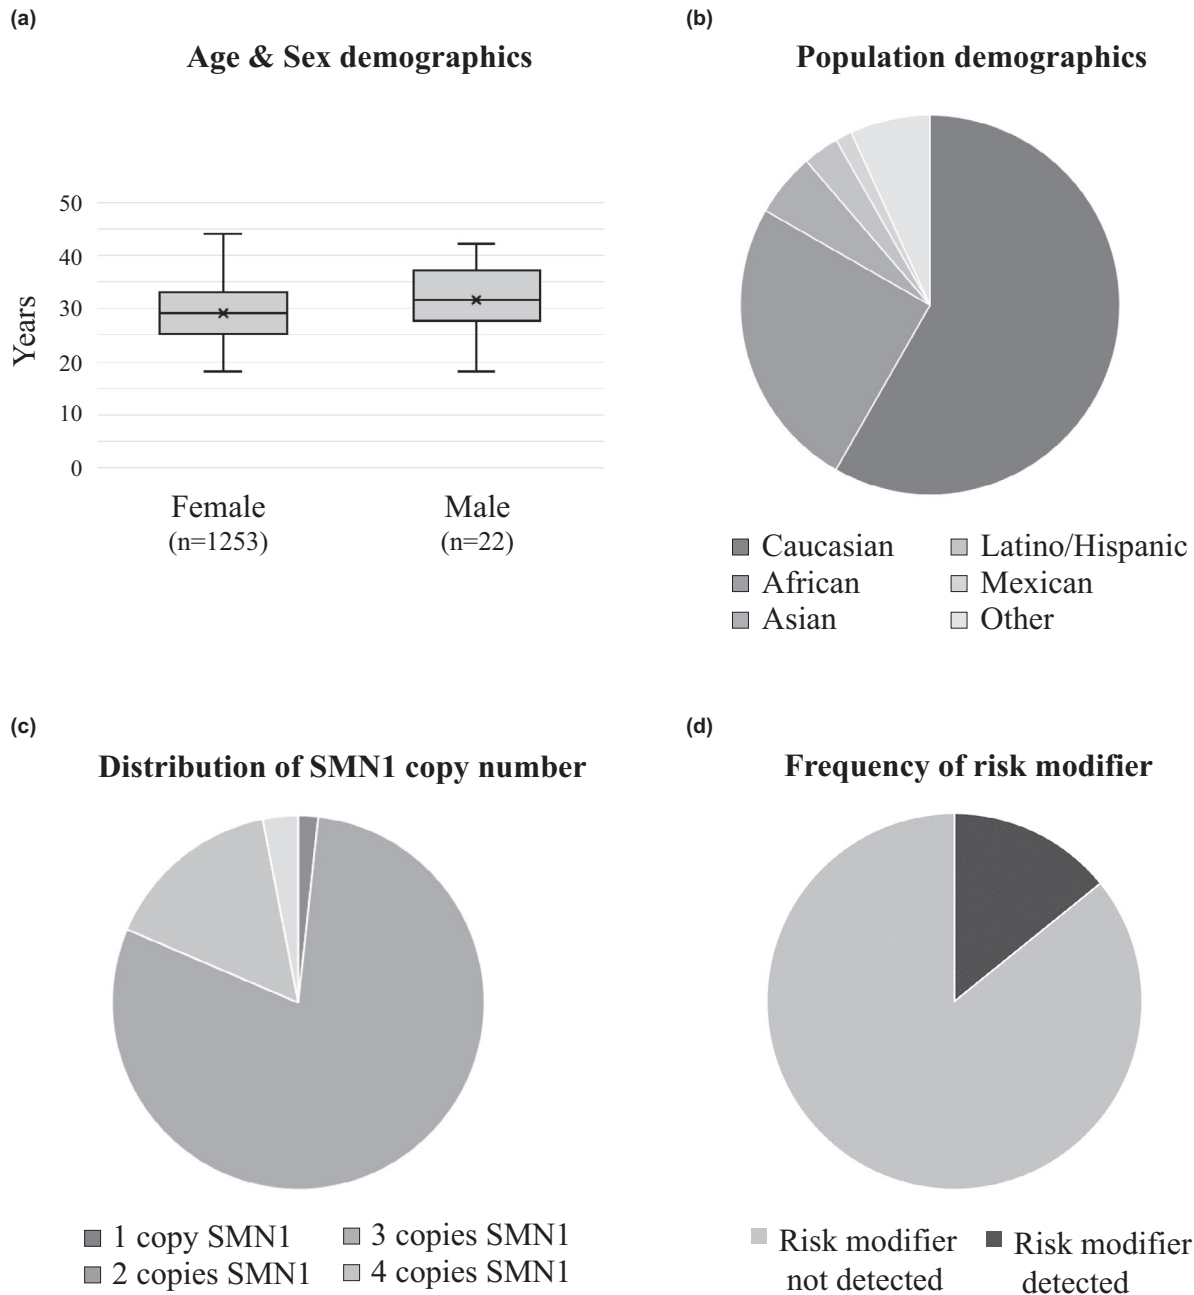 (a)
Age & Sex demographics
Years
50
40
30
20
10
0
Female
(n=1253)
Male
(n=22)
(b)
Population demographics
Caucasian
African
Asian
Latino/Hispanic
Mexican
Other
(c)
Distribution of SMN1 copy number
1 copy SMN1
2 copies SMN1
3 copies SMN1
4 copies SMN1
(d)
Frequency of risk modifier
Risk modifier
not detected
Risk modifier
detected